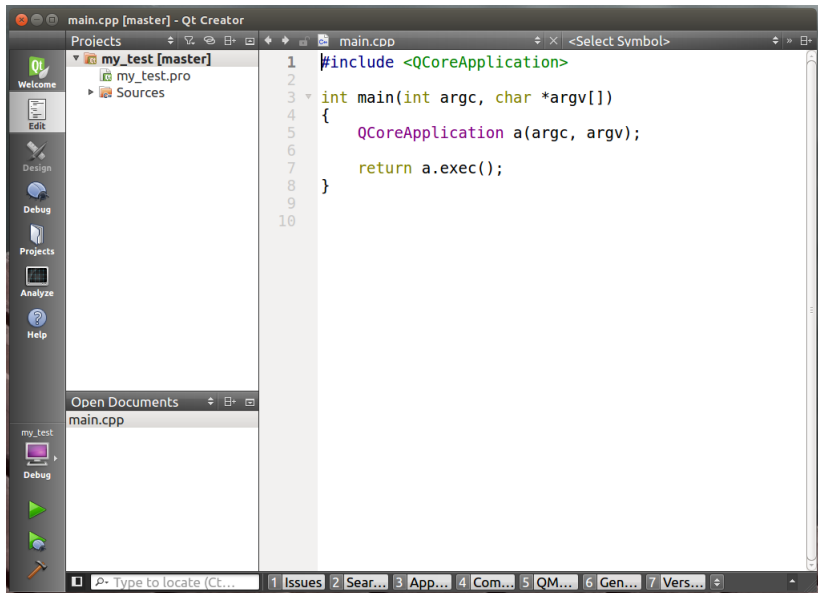 main.cpp [master] - Qt Creator
Projects
main.cpp
<Select Symbol>
Qt
Welcome
Edit
Design
Debug
Projects
Analyze
Help
my_test
Debug
my_test [master]
my_test.pro
Sources
1 #include <QCoreApplication>
2
3 int main(int argc, char *argv[])
4 {
5     QCoreApplication a(argc, argv);
6
7     return a.exec();
8 }
9
10
Open Documents
main.cpp
Type to locate (Ct...
1 Issues 2 Sear... 3 App... 4 Com... 5 QM... 6 Gen... 7 Vers...